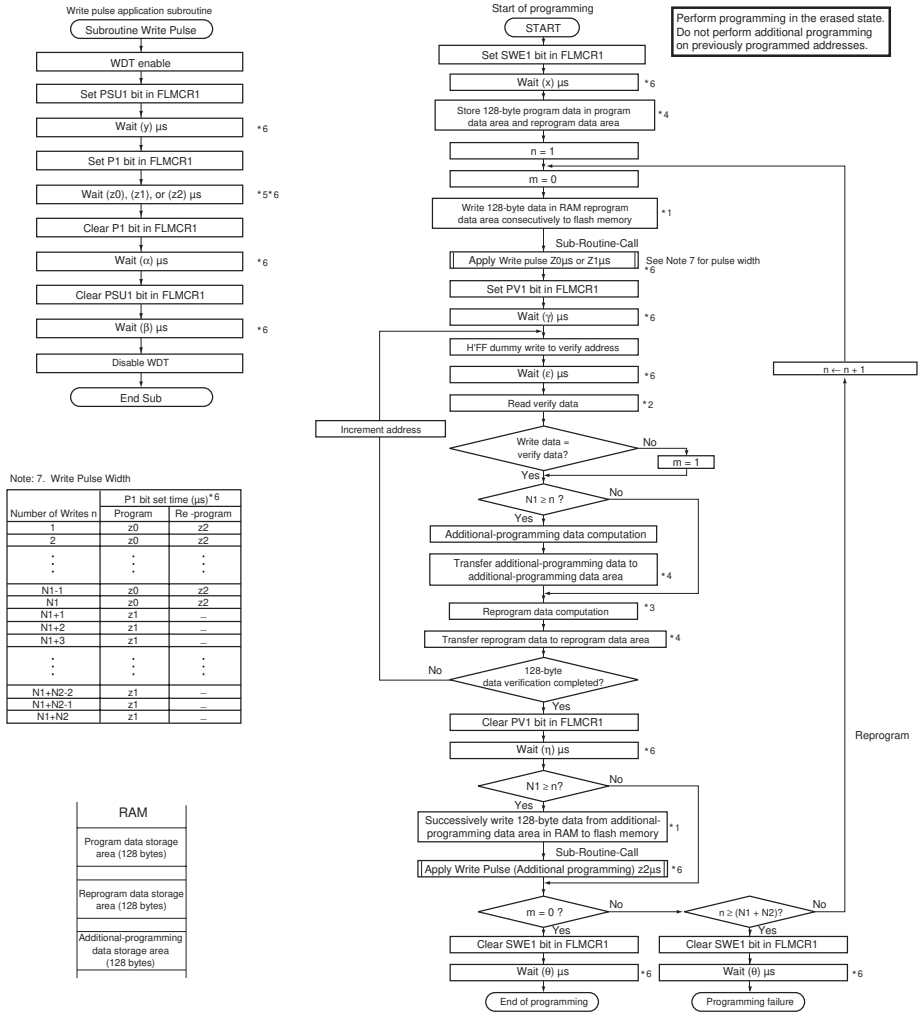 Write pulse application subroutine
Subroutine Write Pulse
WDT enable
Set PSU1 bit in FLMCR1
Wait (y) µs
*6
Set P1 bit in FLMCR1
Wait (z0), (z1), or (z2) µs
*5*6
Clear P1 bit in FLMCR1
Wait (α) µs
*6
Clear PSU1 bit in FLMCR1
Wait (β) µs
*6
Disable WDT
End Sub
Note: 7. Write Pulse Width
Number of Writes n
P1 bit set time (µs)*6
Program Re -program
1 z0 z2
2 z0 z2
N1-1 z0 z2
N1 z0 z2
N1+1 z1 –
N1+2 z1 –
N1+3 z1 –
N1+N2-2 z1 –
N1+N2-1 z1 –
N1+N2 z1 –
RAM
Program data storage
area (128 bytes)
Reprogram data storage
area (128 bytes)
Additional-programming
data storage area
(128 bytes)
Start of programming
START
Set SWE1 bit in FLMCR1
Wait (x) µs
*6
Store 128-byte program data in program
data area and reprogram data area
*4
n = 1
m = 0
Write 128-byte data in RAM reprogram
data area consecutively to flash memory
*1
Sub-Routine-Call
Apply Write pulse Z0µs or Z1µs
See Note 7 for pulse width
*6
Set PV1 bit in FLMCR1
Wait (γ) µs
*6
H'FF dummy write to verify address
Wait (ε) µs
*6
Read verify data
*2
Increment address
Write data =
verify data?
No
m = 1
Yes
N1 ≥ n ?
No
Yes
Additional-programming data computation
Transfer additional-programming data to
additional-programming data area
*4
Reprogram data computation
*3
Transfer reprogram data to reprogram data area
*4
128-byte
data verification completed?
No
Yes
Clear PV1 bit in FLMCR1
Wait (η) µs
*6
N1 ≥ n?
No
Yes
Successively write 128-byte data from additional-
programming data area in RAM to flash memory
*1
Sub-Routine-Call
Apply Write Pulse (Additional programming) z2µs
*6
m = 0 ?
No
Yes
Clear SWE1 bit in FLMCR1
Wait (θ) µs
*6
End of programming
n ≥ (N1 + N2)?
No
Yes
Clear SWE1 bit in FLMCR1
Wait (θ) µs
*6
Programming failure
Reprogram
n ← n + 1
Perform programming in the erased state.
Do not perform additional programming
on previously programmed addresses.